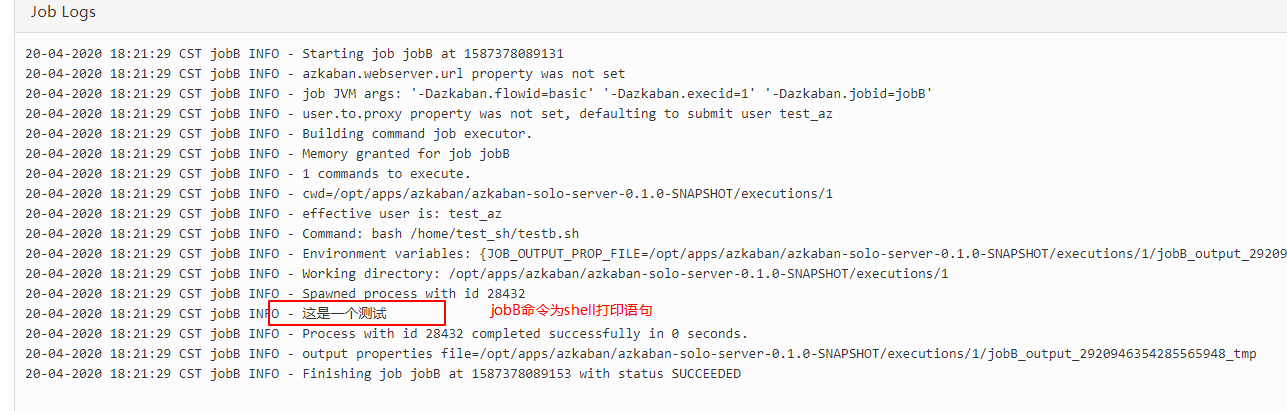 Job Logs
20-04-2020 18:21:29 CST jobB INFO - Starting job jobB at 1587378089131
20-04-2020 18:21:29 CST jobB INFO - azkaban.webserver.url property was not set
20-04-2020 18:21:29 CST jobB INFO - job JVM args: '-Dazkaban.flowid=basic' '-Dazkaban.execid=1' '-Dazkaban.jobid=jobB'
20-04-2020 18:21:29 CST jobB INFO - user.to.proxy property was not set, defaulting to submit user test_az
20-04-2020 18:21:29 CST jobB INFO - Building command job executor.
20-04-2020 18:21:29 CST jobB INFO - Memory granted for job jobB
20-04-2020 18:21:29 CST jobB INFO - 1 commands to execute.
20-04-2020 18:21:29 CST jobB INFO - cwd=/opt/apps/azkaban/azkaban-solo-server-0.1.0-SNAPSHOT/executions/1
20-04-2020 18:21:29 CST jobB INFO - effective user is: test_az
20-04-2020 18:21:29 CST jobB INFO - Command: bash /home/test_sh/testb.sh
20-04-2020 18:21:29 CST jobB INFO - Environment variables: {JOB_OUTPUT_PROP_FILE=/opt/apps/azkaban/azkaban-solo-server-0.1.0-SNAPSHOT/executions/1/jobB_output_29209
20-04-2020 18:21:29 CST jobB INFO - Working directory: /opt/apps/azkaban/azkaban-solo-server-0.1.0-SNAPSHOT/executions/1
20-04-2020 18:21:29 CST jobB INFO - Spawned process with id 28432
20-04-2020 18:21:29 CST jobB INFO - 这是一个测试 jobB命令为shell打印语句
20-04-2020 18:21:29 CST jobB INFO - Process with id 28432 completed successfully in 0 seconds.
20-04-2020 18:21:29 CST jobB INFO - output properties file=/opt/apps/azkaban/azkaban-solo-server-0.1.0-SNAPSHOT/executions/1/jobB_output_2920946354285565948_tmp
20-04-2020 18:21:29 CST jobB INFO - Finishing job jobB at 1587378089153 with status SUCCEEDED